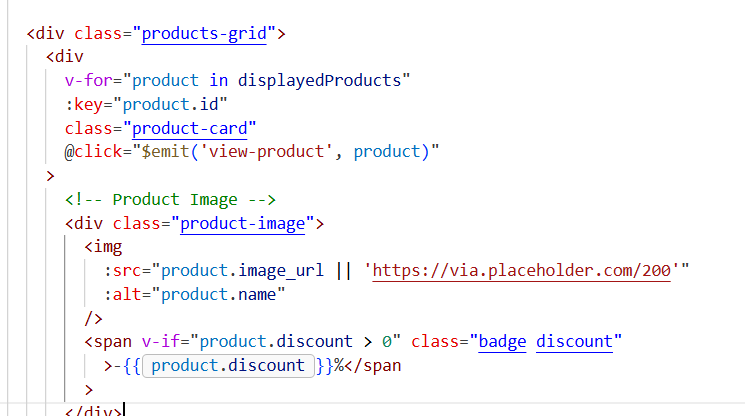 <div class="products-grid">
<div
v-for="product in displayedProducts"
:key="product.id"
class="product-card"
@click="$emit('view-product', product)"
>
<!-- Product Image -->
<div class="product-image">
<img
:src="product.image_url || 'https://via.placeholder.com/200'"
:alt="product.name"
/>
<span v-if="product.discount > 0" class="badge discount"
>-{{ product.discount }}%</span
>
</div>